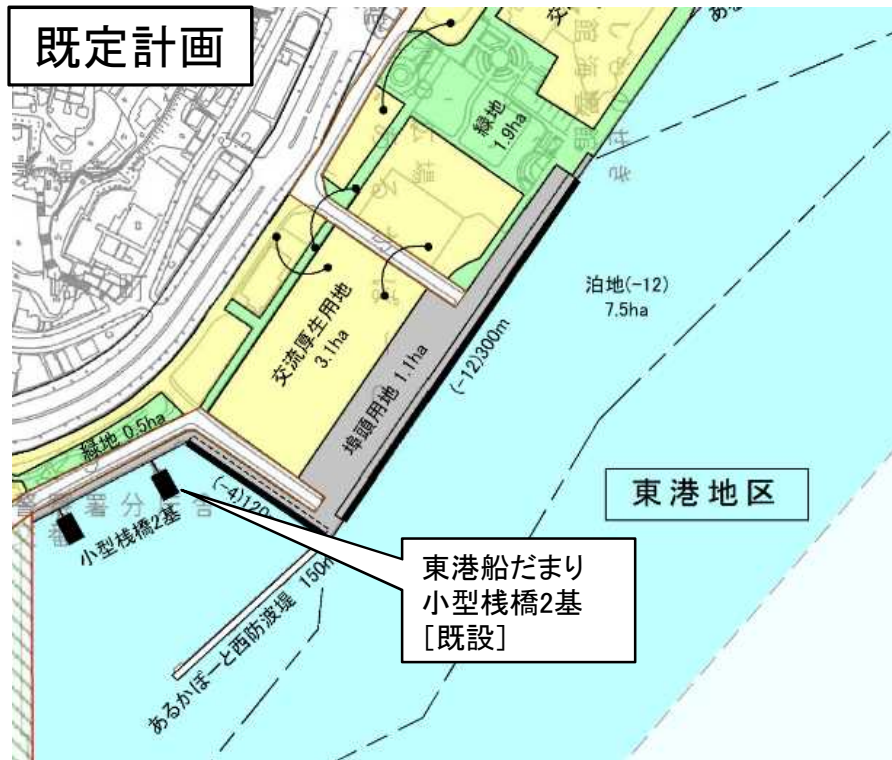 既定計画
緑地
1.9ha
泊地(-12)
7.5ha
交流厚生用地
3.1ha
埠頭用地 1.1ha
(-12)300m
緑地 0.5ha
(-4)120
小型桟橋2基
東港地区
東港船だまり
小型桟橋2基
[既設]
あるかぽーと西防波堤 150m